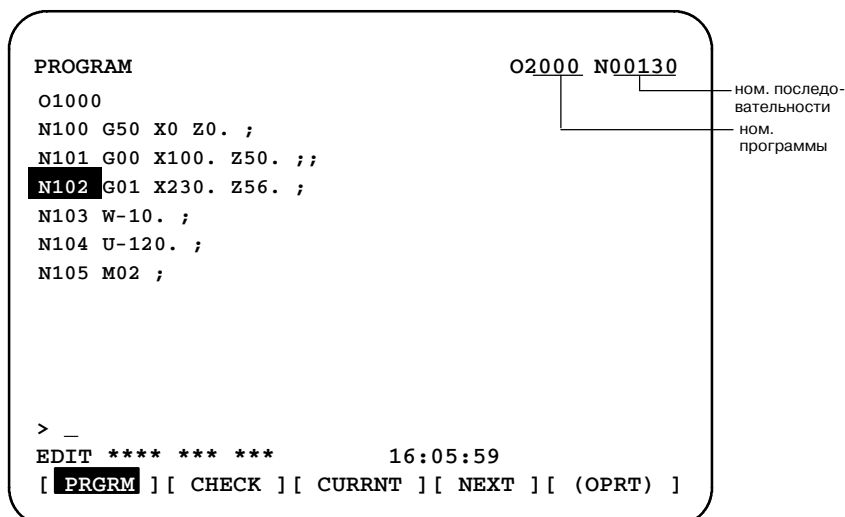 PROGRAM O2000 N00130
O1000
N100 G50 X0 Z0. ;
N101 G00 X100. Z50. ;;
N102 G01 X230. Z56. ;
N103 W-10. ;
N104 U-120. ;
N105 M02 ;
> _
EDIT **** *** *** 16:05:59
[ PRGRM ][ CHECK ][ CURRNT ][ NEXT ][ (OPRT) ]
ном. последо-
вательности
ном.
программы